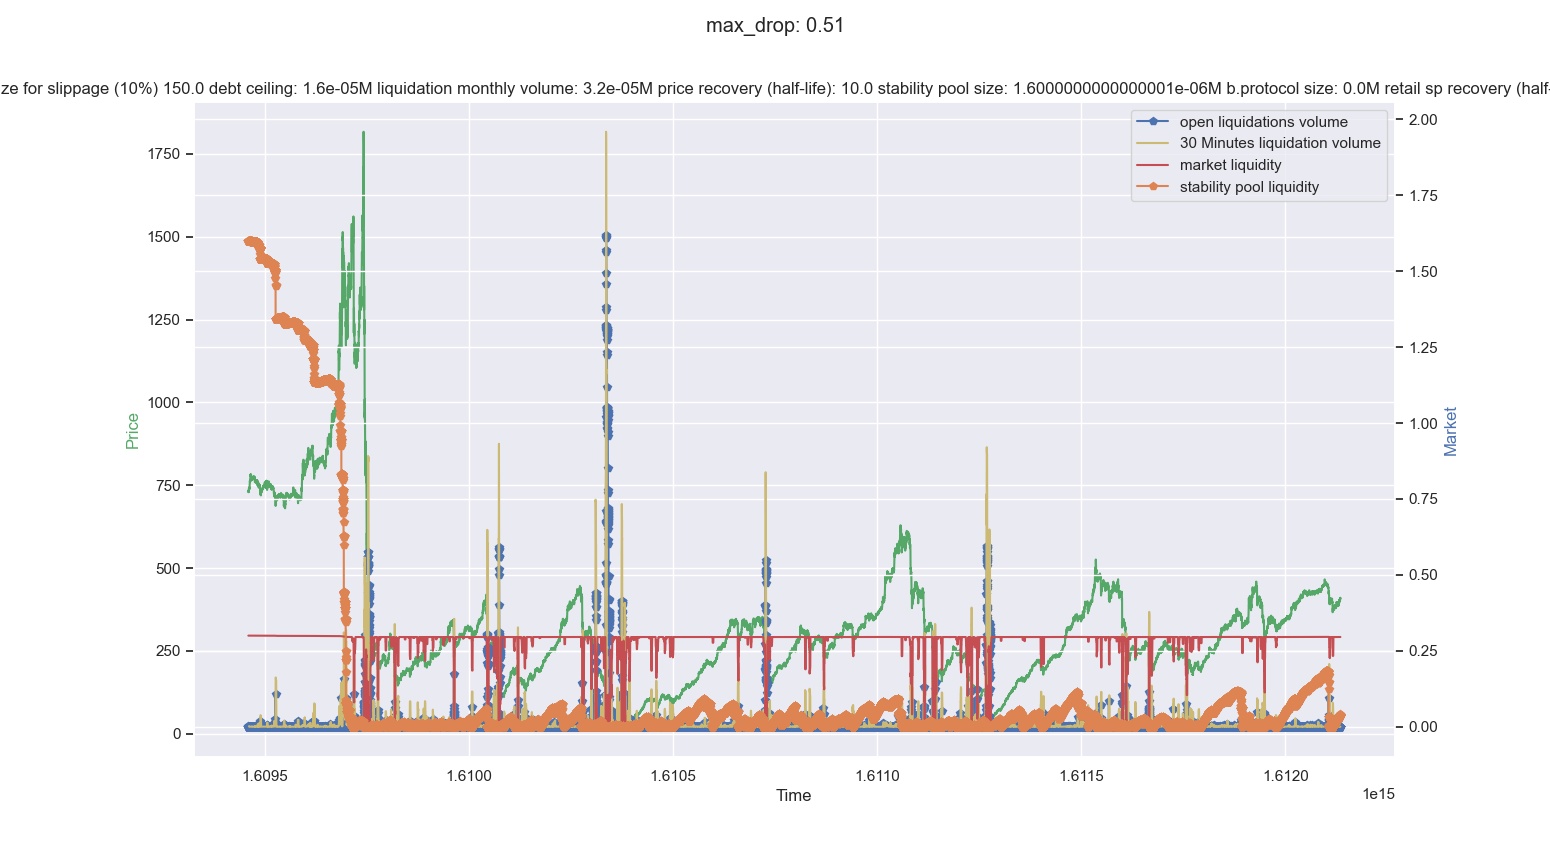 max_drop: 0.51
ze for slippage (10%) 150.0 debt ceiling: 1.6e-05M liquidation monthly volume: 3.2e-05M price recovery (half-life): 10.0 stability pool size: 1.6000000000000001e-06M b.protocol size: 0.0M retail sp recovery (half-
open liquidations volume
30 Minutes liquidation volume
market liquidity
stability pool liquidity
1750
1500
1250
1000
750
500
250
0
Price
2.00
1.75
1.50
1.25
1.00
0.75
0.50
0.25
0.00
Market
1.6095 1.6100 1.6105 1.6110 1.6115 1.6120
1e15
Time